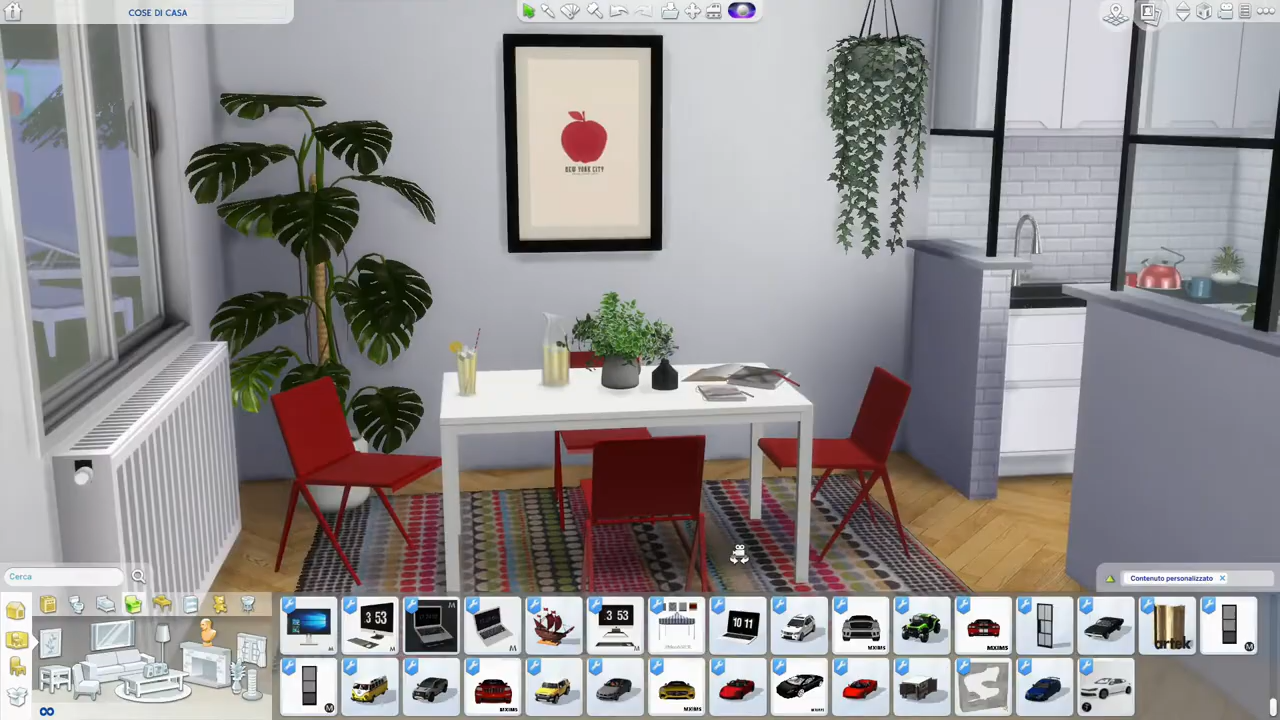 COSE DI CASA
NEW YORK CITY
Cerca
Contenuto personalizzato
3 53
M
M
M
3 53
M
10 11
MXIMS
MXIMS
artek
M
M
MXIMS
MXIMS